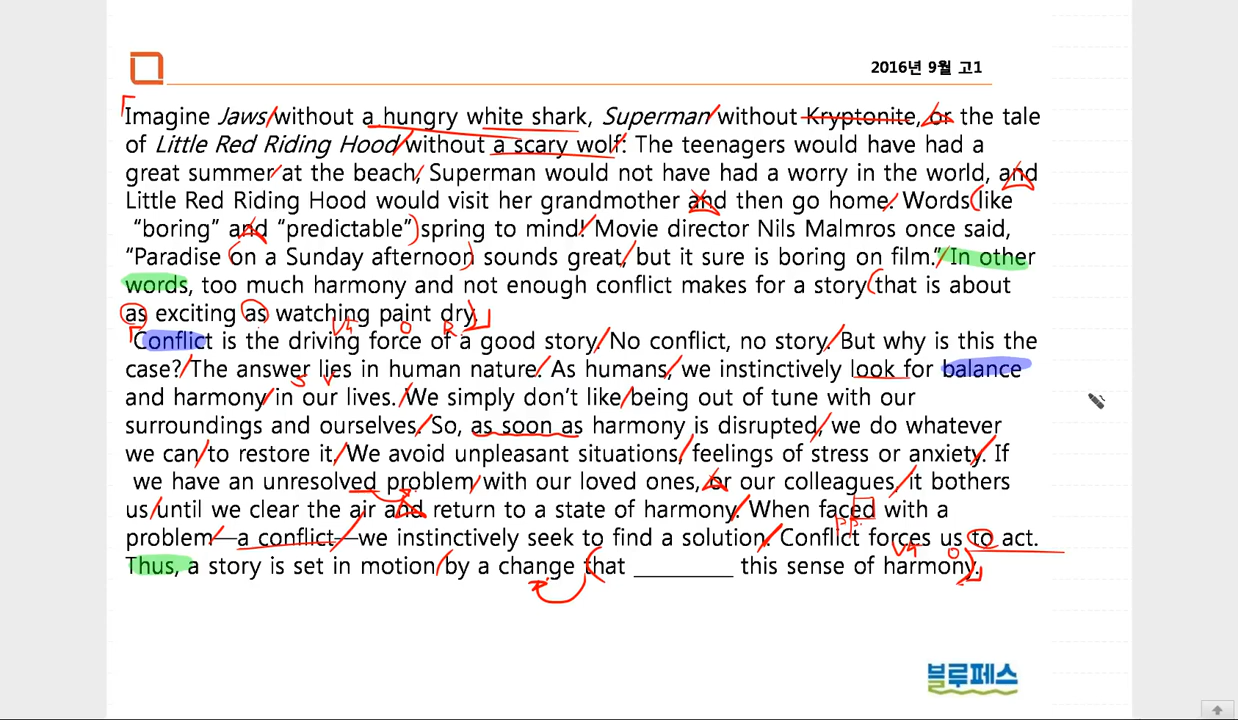 2016년 9월 고1
Imagine Jaws without a hungry white shark, Superman without Kryptonite, or the tale
of Little Red Riding Hood without a scary wolf: The teenagers would have had a
great summer at the beach, Superman would not have had a worry in the world, and
Little Red Riding Hood would visit her grandmother and then go home. Words like
“boring” and “predictable” spring to mind! Movie director Nils Malmros once said,
“Paradise on a Sunday afternoon sounds great, but it sure is boring on film.” In other
words, too much harmony and not enough conflict makes for a story that is about
as exciting as watching paint dry.
V4 O R
Conflict is the driving force of a good story. No conflict, no story. But why is this the
case? The answer lies in human nature. As humans, we instinctively look for balance
S V
and harmony in our lives. We simply don’t like being out of tune with our
surroundings and ourselves. So, as soon as harmony is disrupted, we do whatever
we can to restore it. We avoid unpleasant situations, feelings of stress or anxiety. If
we have an unresolved problem with our loved ones, or our colleagues, it bothers
us until we clear the air and return to a state of harmony. When faced with a
P.P.
problem—a conflict—we instinctively seek to find a solution. Conflict forces us to act.
V4 O
Thus, a story is set in motion by a change that __________ this sense of harmony.
블루페스